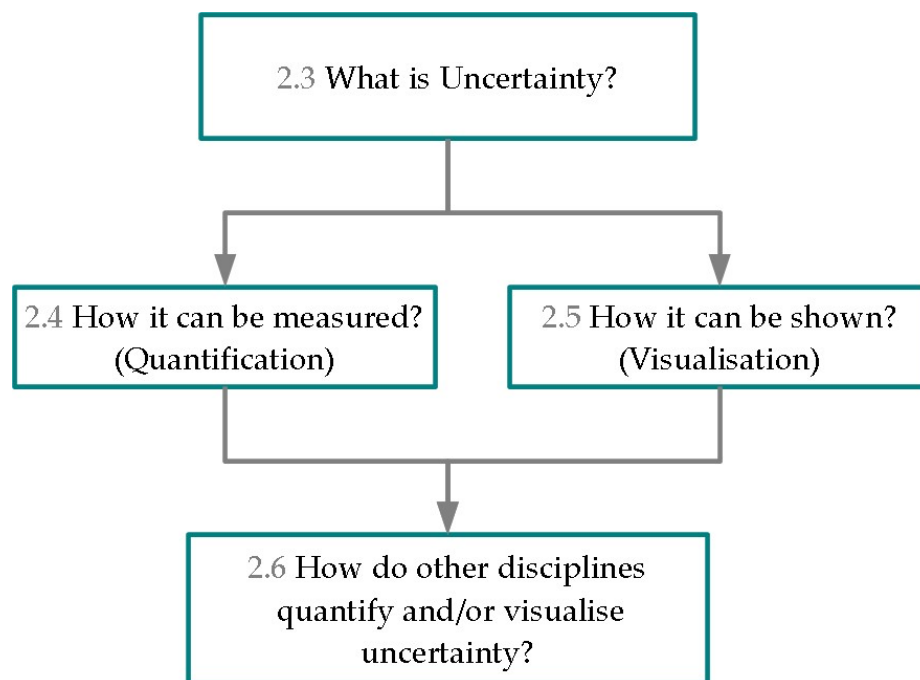 2.3 What is Uncertainty?
2.4 How it can be measured?
(Quantification)
2.5 How it can be shown?
(Visualisation)
2.6 How do other disciplines
quantify and/or visualise
uncertainty?